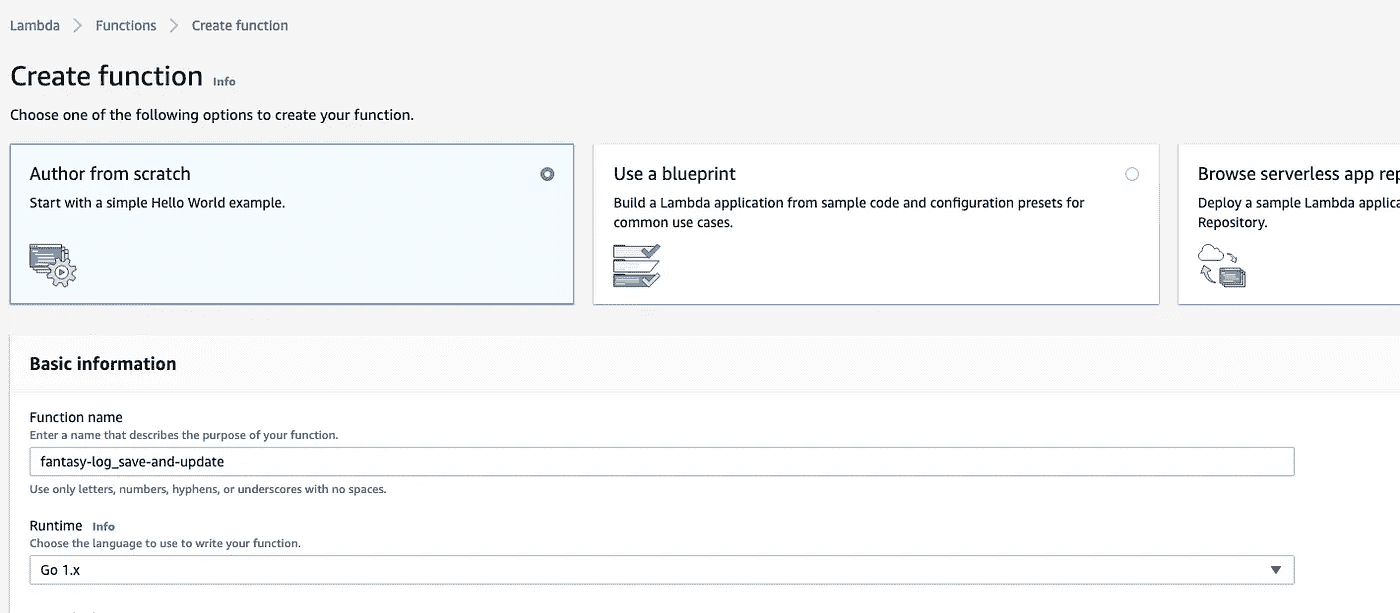 Lambda > Functions > Create function
Create function Info
Choose one of the following options to create your function.
Author from scratch
Start with a simple Hello World example.
Use a blueprint
Build a Lambda application from sample code and configuration presets for
common use cases.
Browse serverless app
Deploy a sample Lambda
Repository.
Basic information
Function name
Enter a name that describes the purpose of your function.
fantasy-log_save-and-update
Use only letters, numbers, hyphens, or underscores with no spaces.
Runtime Info
Choose the language to use to write your function.
Go 1.x